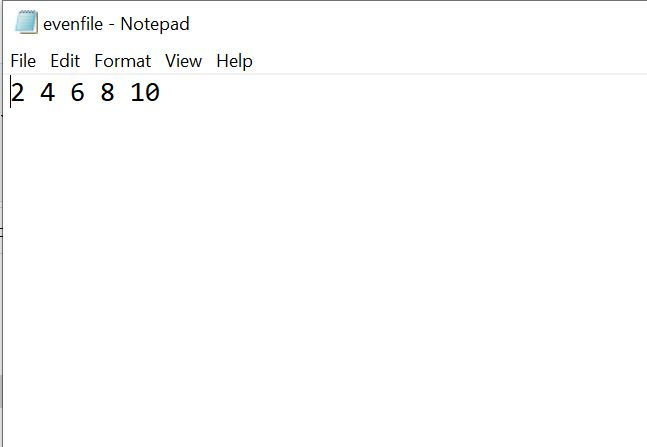 evenfile - Notepad
File Edit Format View Help
2 4 6 8 10